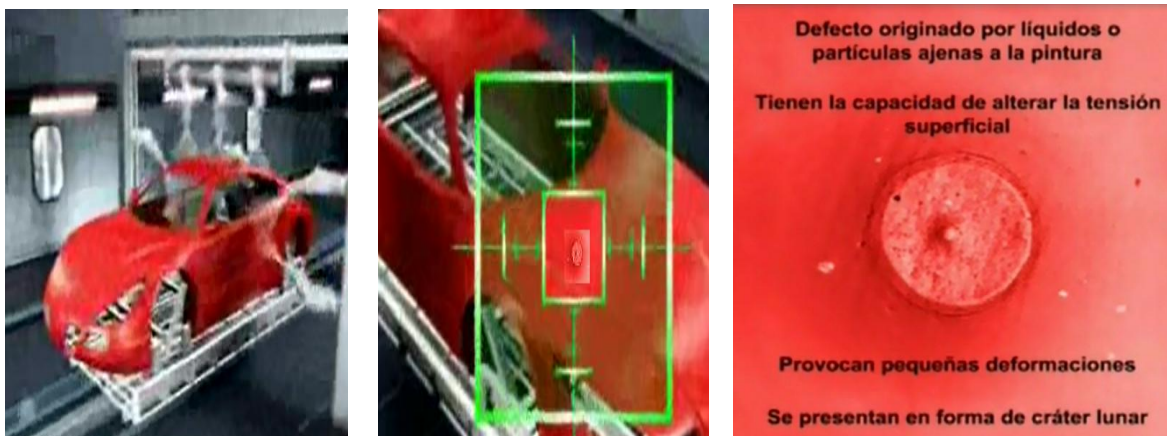 Defecto originado por líquidos o
partículas ajenas a la pintura
Tienen la capacidad de alterar la tensión
superficial
Provocan pequeñas deformaciones
Se presentan en forma de cráter lunar